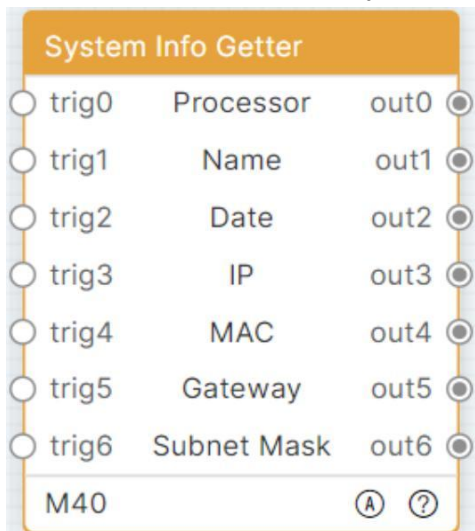 System Info Getter
trig0 Processor out0
trig1 Name out1
trig2 Date out2
trig3 IP out3
trig4 MAC out4
trig5 Gateway out5
trig6 Subnet Mask out6
M40 A ?